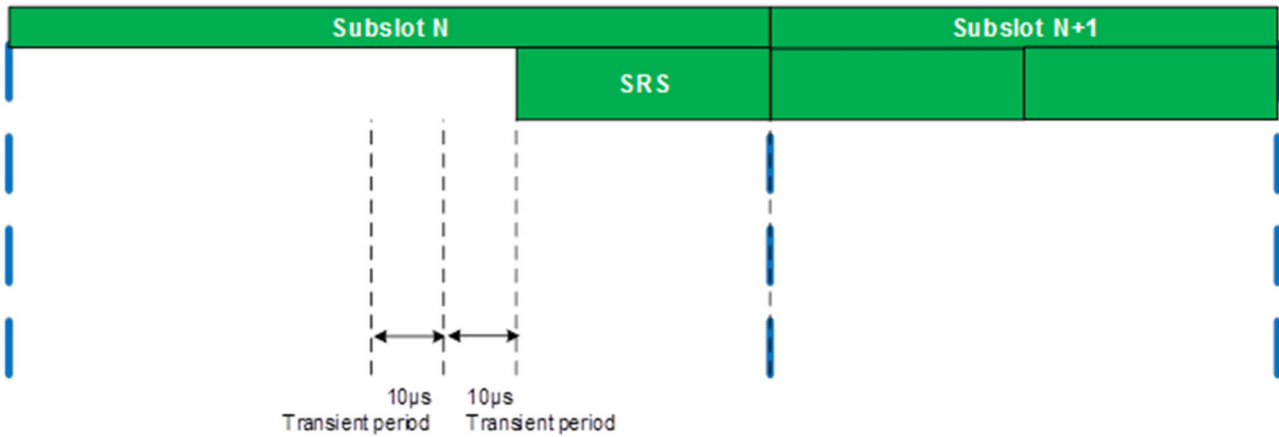 Subslot N
Subslot N+1
SRS
10µs
Transient period
10µs
Transient period